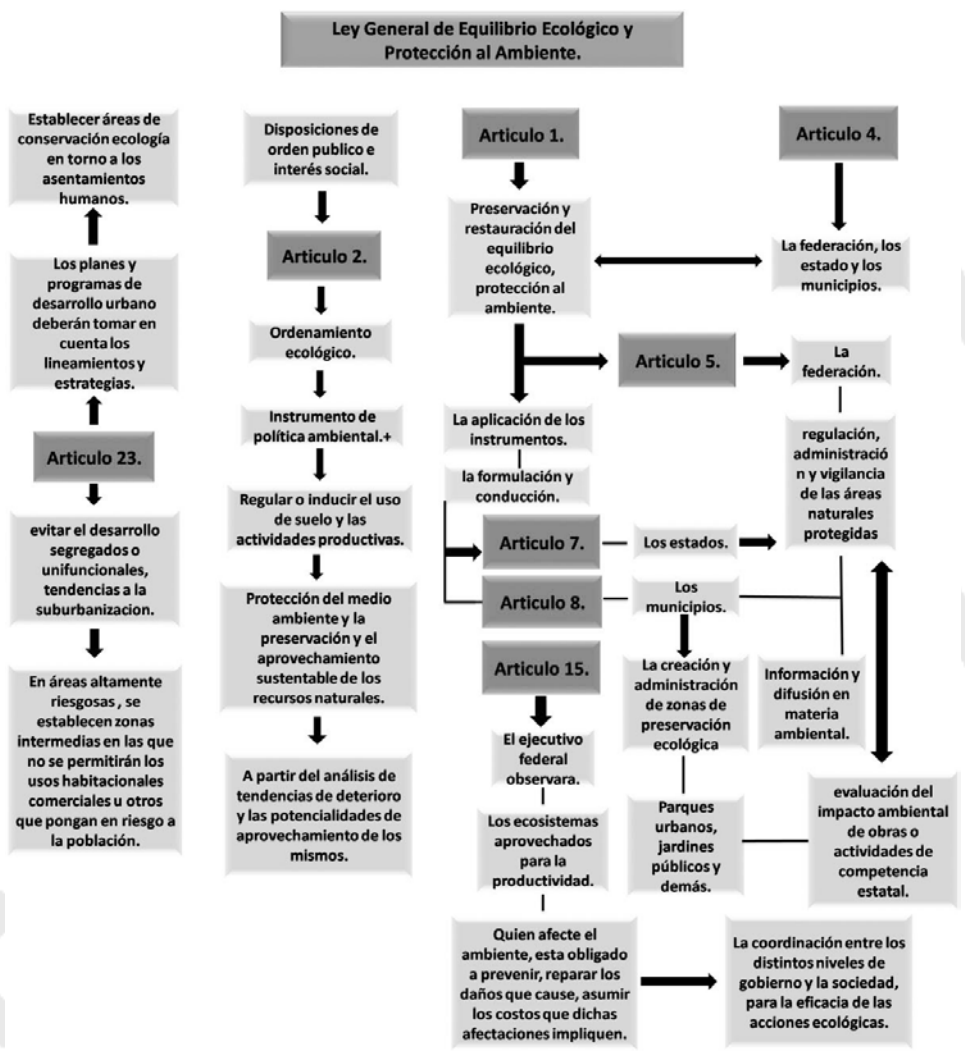 Ley General de Equilibrio Ecológico y
Protección al Ambiente.
Establecer áreas de
conservación ecología
en torno a los
asentamientos
humanos.
Los planes y
programas de
desarrollo urbano
deberán tomar en
cuenta los
lineamientos y
estrategias.
Articulo 23.
evitar el desarrollo
segregados o
unifuncionales,
tendencias a la
suburbanizacion.
En áreas altamente
riesgosas , se
establecen zonas
intermedias en las que
no se permitirán los
usos habitacionales
comerciales u otros
que pongan en riesgo a
la población.
Disposiciones de
orden publico e
interés social.
Articulo 2.
Ordenamiento
ecológico.
Instrumento de
política ambiental.+
Regular o inducir el uso
de suelo y las
actividades productivas.
Protección del medio
ambiente y la
preservación y el
aprovechamiento
sustentable de los
recursos naturales.
A partir del análisis de
tendencias de deterioro
y las potencialidades de
aprovechamiento de los
mismos.
Articulo 1.
Preservación y
restauración del
equilibrio
ecológico,
protección al
ambiente.
La aplicación de los
instrumentos.
la formulación y
conducción.
Articulo 4.
La federación, los
estado y los
municipios.
Articulo 5.
La
federación.
regulación,
administració
n y vigilancia
de las áreas
naturales
protegidas
Articulo 7.
Los estados.
Articulo 8.
Los
municipios.
La creación y
administración
de zonas de
preservación
ecológica
Información y
difusión en
materia
ambiental.
Parques
urbanos,
jardines
públicos y
demás.
evaluación del
impacto ambiental
de obras o
actividades de
competencia
estatal.
Articulo 15.
El ejecutivo
federal
observara.
Los ecosistemas
aprovechados
para la
productividad.
Quien afecte el
ambiente, esta obligado
a prevenir, reparar los
daños que cause, asumir
los costos que dichas
afectaciones impliquen.
La coordinación entre los
distintos niveles de
gobierno y la sociedad,
para la eficacia de las
acciones ecológicas.